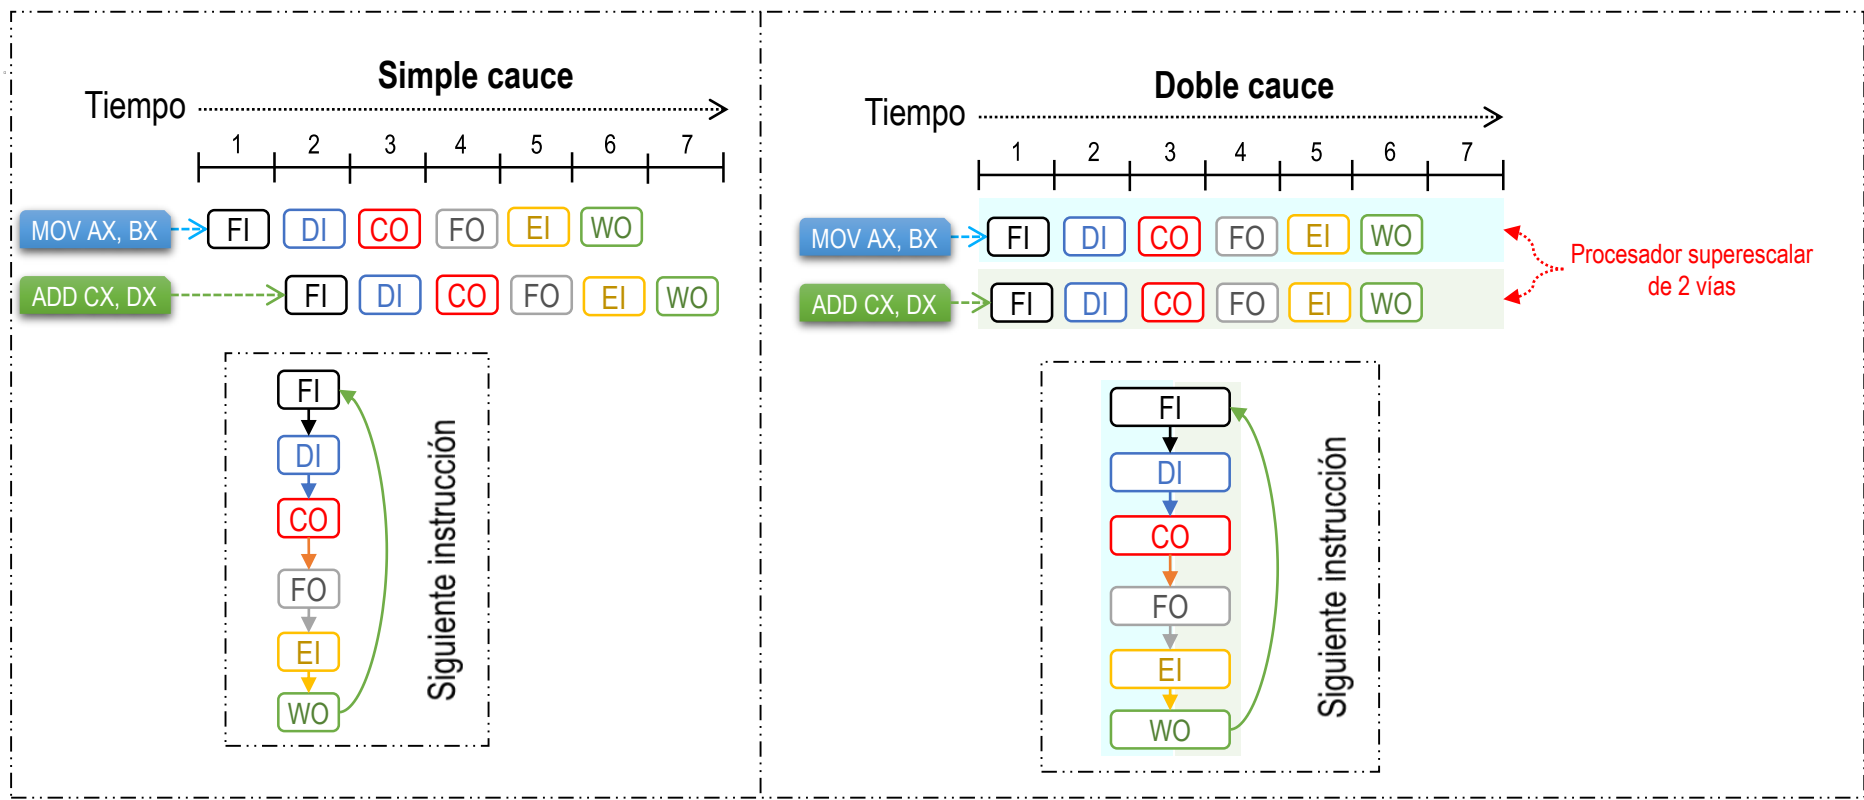 Simple cauce
Tiempo
1 2 3 4 5 6 7
MOV AX, BX FI DI CO FO EI WO
ADD CX, DX FI DI CO FO EI WO
FI
DI
CO
FO
EI
WO
Siguiente instrucción
Doble cauce
Tiempo
1 2 3 4 5 6 7
MOV AX, BX FI DI CO FO EI WO
ADD CX, DX FI DI CO FO EI WO
Procesador superescalar
de 2 vías
FI
DI
CO
FO
EI
WO
Siguiente instrucción